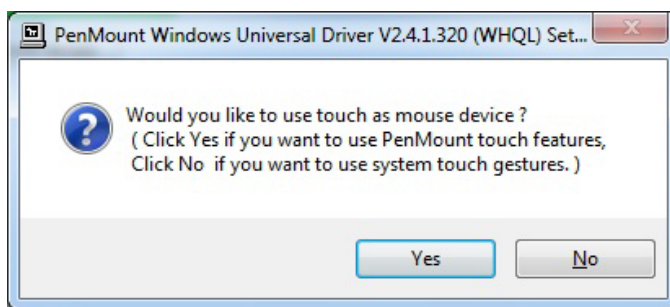 PenMount Windows Universal Driver V2.4.1.320 (WHQL) Set...
Would you like to use touch as mouse device ?
( Click Yes if you want to use PenMount touch features,
Click No  if you want to use system touch gestures. )
Yes
No